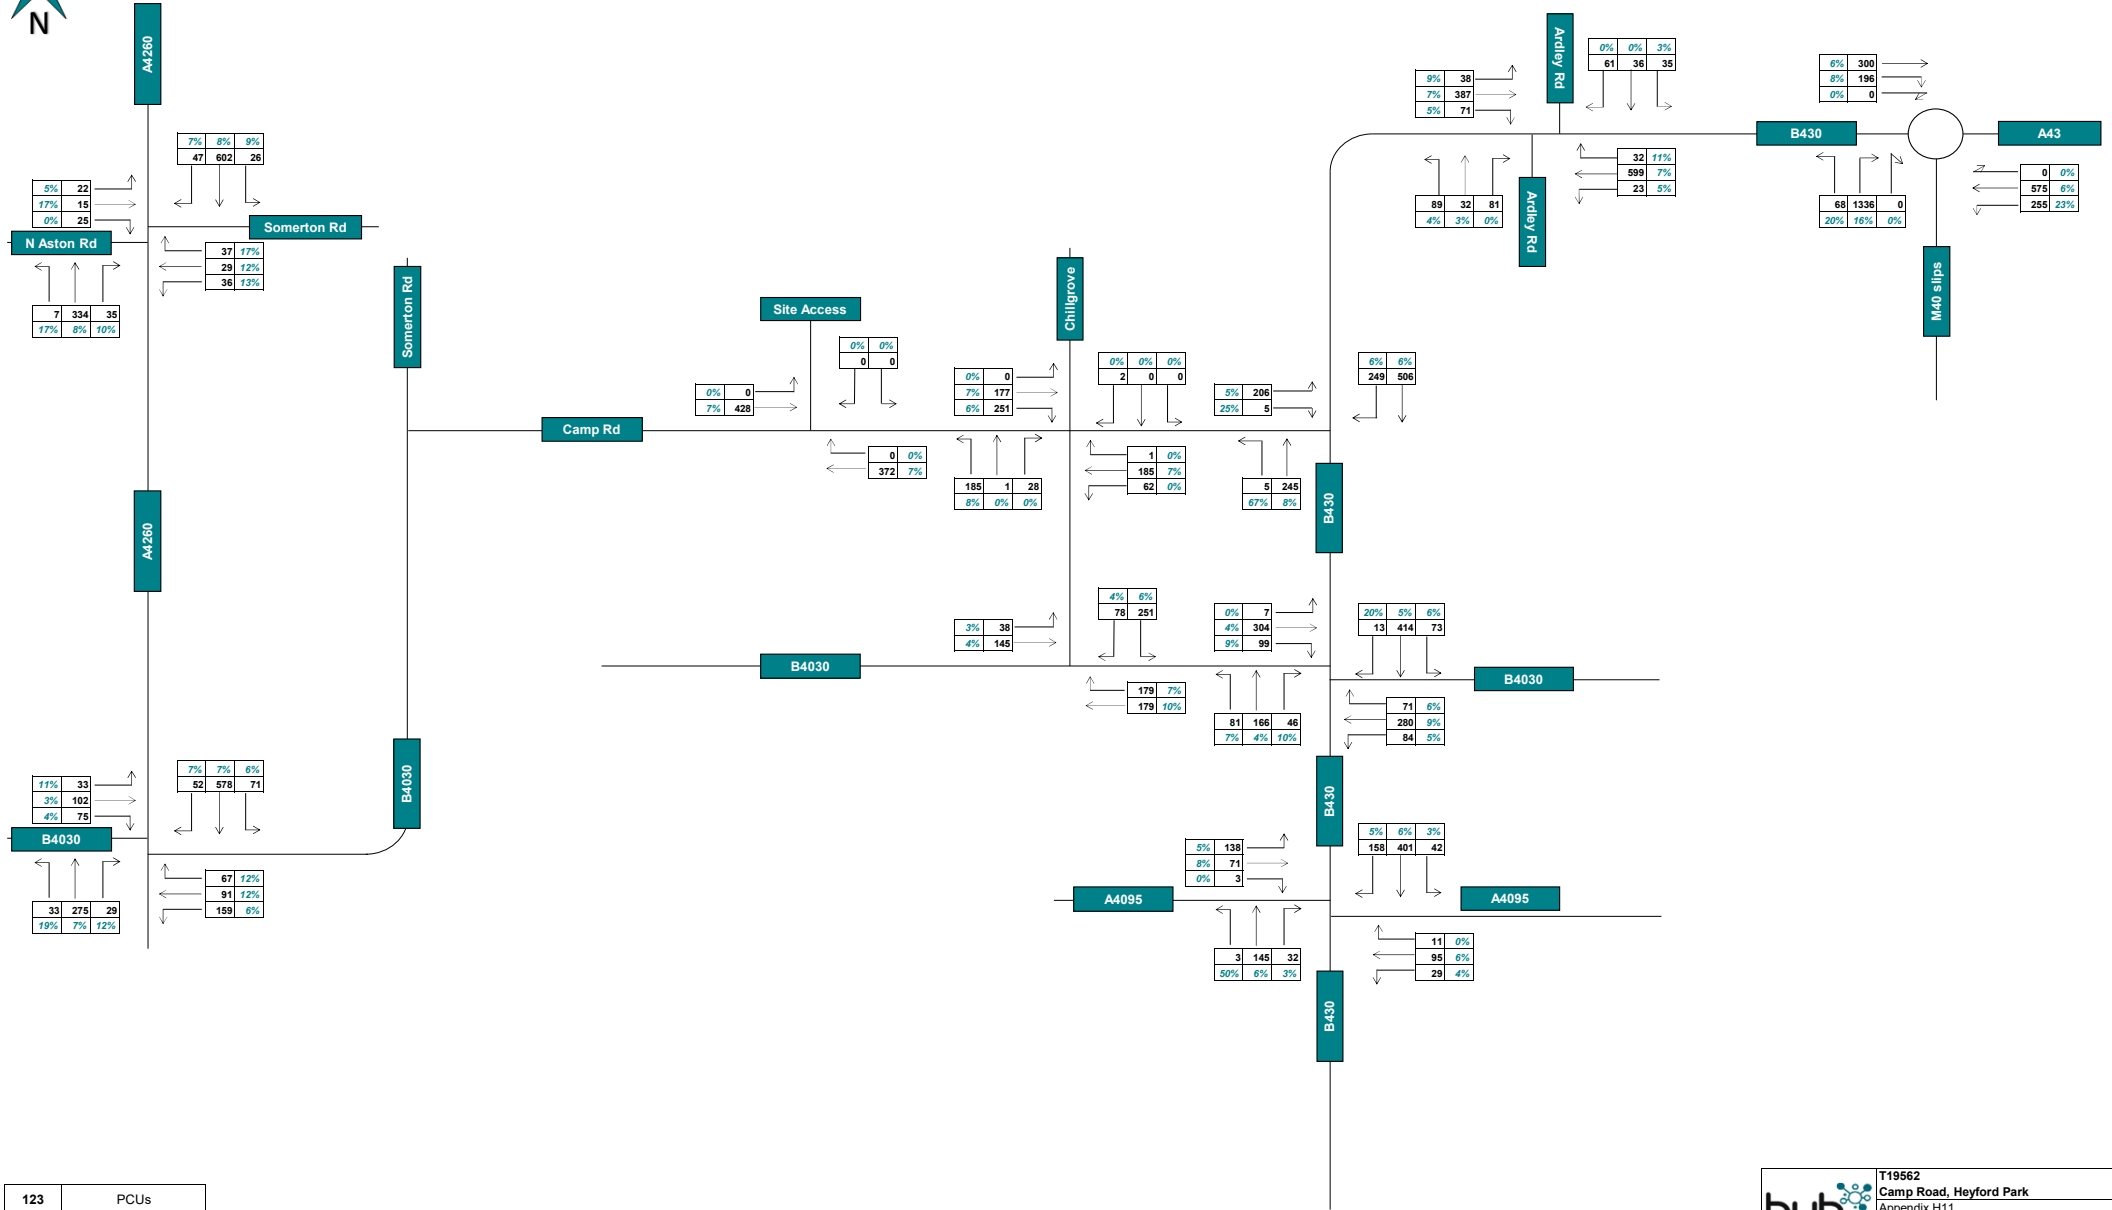 N
A4260
7% 8% 9%
47 602 26
5% 22
17% 15
0% 25
N Aston Rd
Somerton Rd
37 17%
29 12%
36 13%
7 334 35
17% 8% 10%
Somerton Rd
A4260
B4030
7% 7% 6%
52 578 71
11% 33
3% 102
4% 75
B4030
67 12%
91 12%
159 6%
33 275 29
19% 7% 12%
Camp Rd
Site Access
0% 0%
0 0
0% 0
7% 428
0 0%
372 7%
Chillgrove
0% 0
7% 177
6% 251
0% 0% 0%
2 0 0
185 1 28
8% 0% 0%
1 0%
185 7%
62 0%
5% 206
25% 5
6% 6%
249 506
5 245
67% 8%
B430
4% 6%
78 251
3% 38
4% 145
B4030
179 7%
179 10%
0% 7
4% 304
9% 99
20% 5% 6%
13 414 73
B4030
81 166 46
7% 4% 10%
71 6%
280 9%
84 5%
B430
5% 138
8% 71
0% 3
5% 6% 3%
158 401 42
A4095
A4095
3 145 32
50% 6% 3%
11 0%
95 6%
29 4%
B430
Ardley Rd
0% 0% 3%
61 36 35
9% 38
7% 387
5% 71
89 32 81
4% 3% 0%
Ardley Rd
32 11%
599 7%
23 5%
6% 300
8% 196
0% 0
B430
A43
68 1336 0
20% 16% 0%
0 0%
575 6%
255 23%
M40 slips
123 PCUs
hub
T19562
Camp Road, Heyford Park
Appendix H11